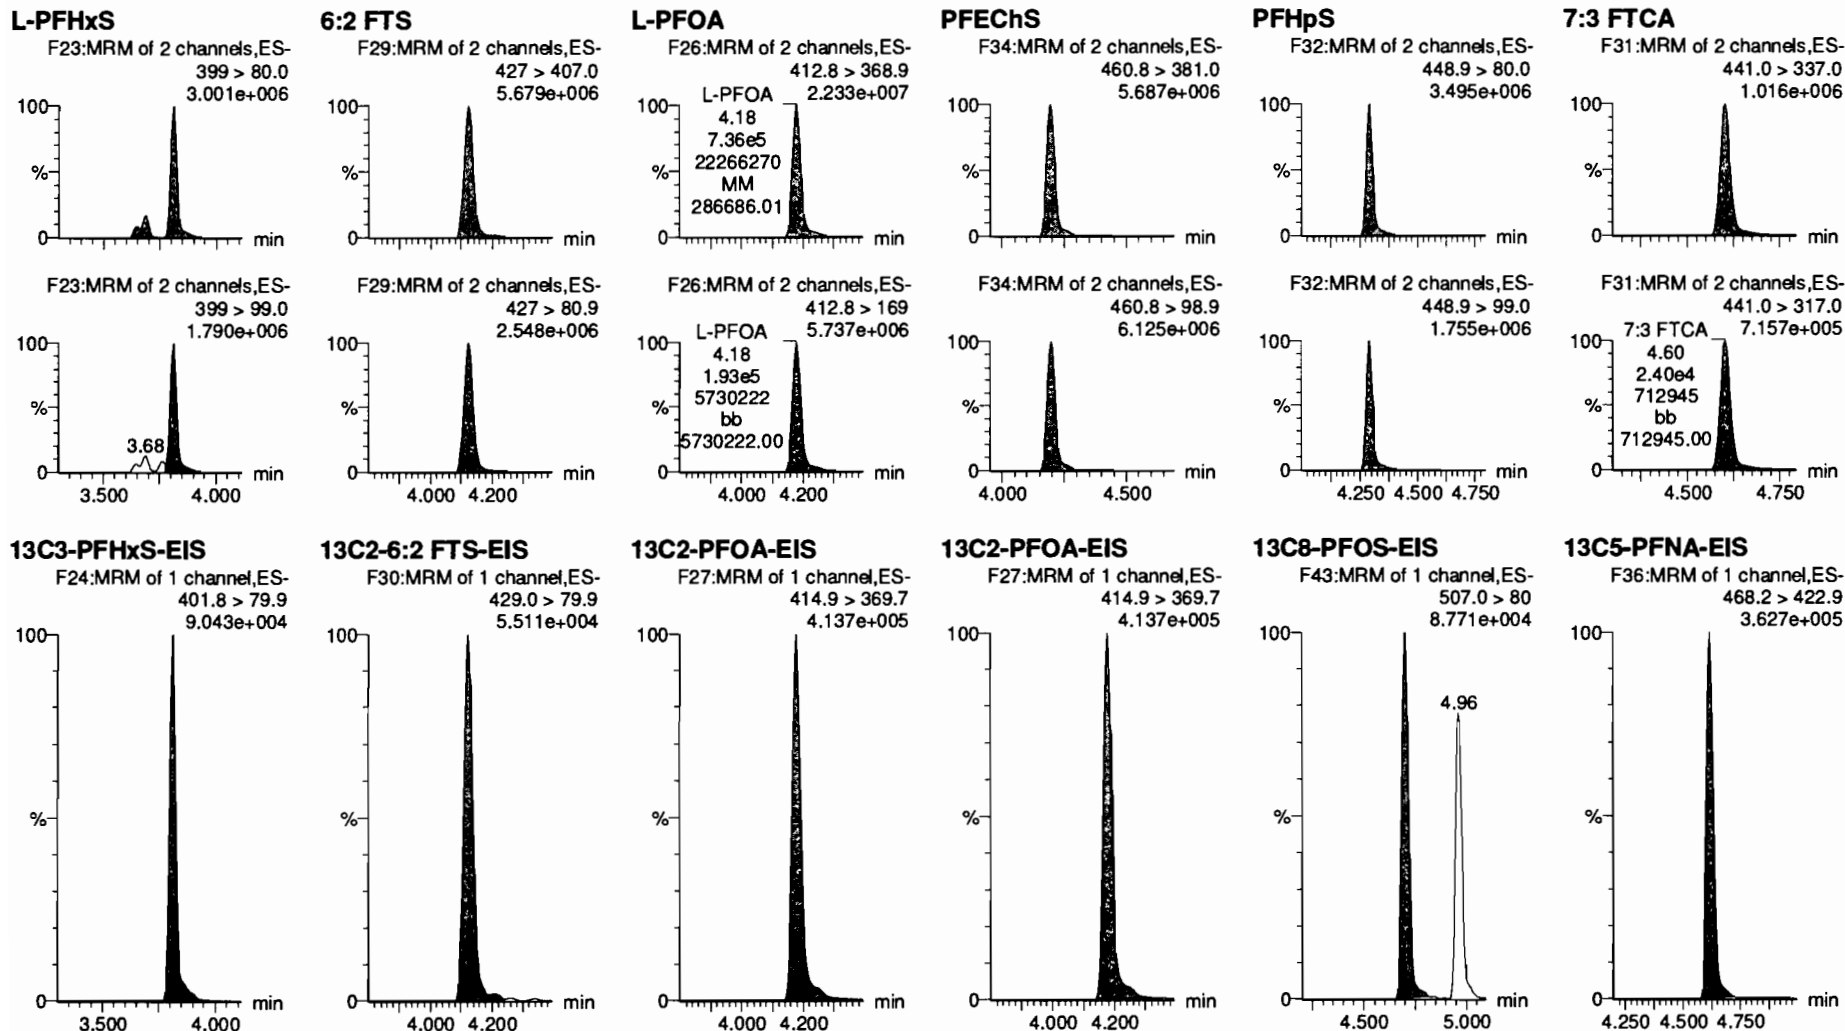 L-PFHxS
F23:MRM of 2 channels,ES-
399 > 80.0
3.001e+006
100
%
0
min
F23:MRM of 2 channels,ES-
399 > 99.0
1.790e+006
100
%
3.68
0
min
3.500 4.000
6:2 FTS
F29:MRM of 2 channels,ES-
427 > 407.0
5.679e+006
100
%
0
min
F29:MRM of 2 channels,ES-
427 > 80.9
2.548e+006
100
%
0
min
4.000 4.200
L-PFOA
F26:MRM of 2 channels,ES-
412.8 > 368.9
2.233e+007
L-PFOA
100
4.18
7.36e5
%
22266270
MM
286686.01
0
min
F26:MRM of 2 channels,ES-
412.8 > 169
5.737e+006
L-PFOA
100
4.18
1.93e5
%
5730222
bb
5730222.00
0
min
4.000 4.200
PFEChS
F34:MRM of 2 channels,ES-
460.8 > 381.0
5.687e+006
100
%
0
min
F34:MRM of 2 channels,ES-
460.8 > 98.9
6.125e+006
100
%
0
min
4.000 4.500
PFHpS
F32:MRM of 2 channels,ES-
448.9 > 80.0
3.495e+006
100
%
0
min
F32:MRM of 2 channels,ES-
448.9 > 99.0
1.755e+006
100
%
0
min
4.250 4.500 4.750
7:3 FTCA
F31:MRM of 2 channels,ES-
441.0 > 337.0
1.016e+006
100
%
0
min
F31:MRM of 2 channels,ES-
441.0 > 317.0
7.157e+005
7:3 FTCA
100
4.60
2.40e4
%
712945
bb
712945.00
0
min
4.500 4.750
13C3-PFHxS-EIS
F24:MRM of 1 channel,ES-
401.8 > 79.9
9.043e+004
100
%
0
min
3.500 4.000
13C2-6:2 FTS-EIS
F30:MRM of 1 channel,ES-
429.0 > 79.9
5.511e+004
100
%
0
min
4.000 4.200
13C2-PFOA-EIS
F27:MRM of 1 channel,ES-
414.9 > 369.7
4.137e+005
100
%
0
min
4.000 4.200
13C2-PFOA-EIS
F27:MRM of 1 channel,ES-
414.9 > 369.7
4.137e+005
100
%
0
min
4.000 4.200
13C8-PFOS-EIS
F43:MRM of 1 channel,ES-
507.0 > 80
8.771e+004
100
4.96
%
0
min
4.500 5.000
13C5-PFNA-EIS
F36:MRM of 1 channel,ES-
468.2 > 422.9
3.627e+005
100
%
0
min
4.250 4.500 4.750